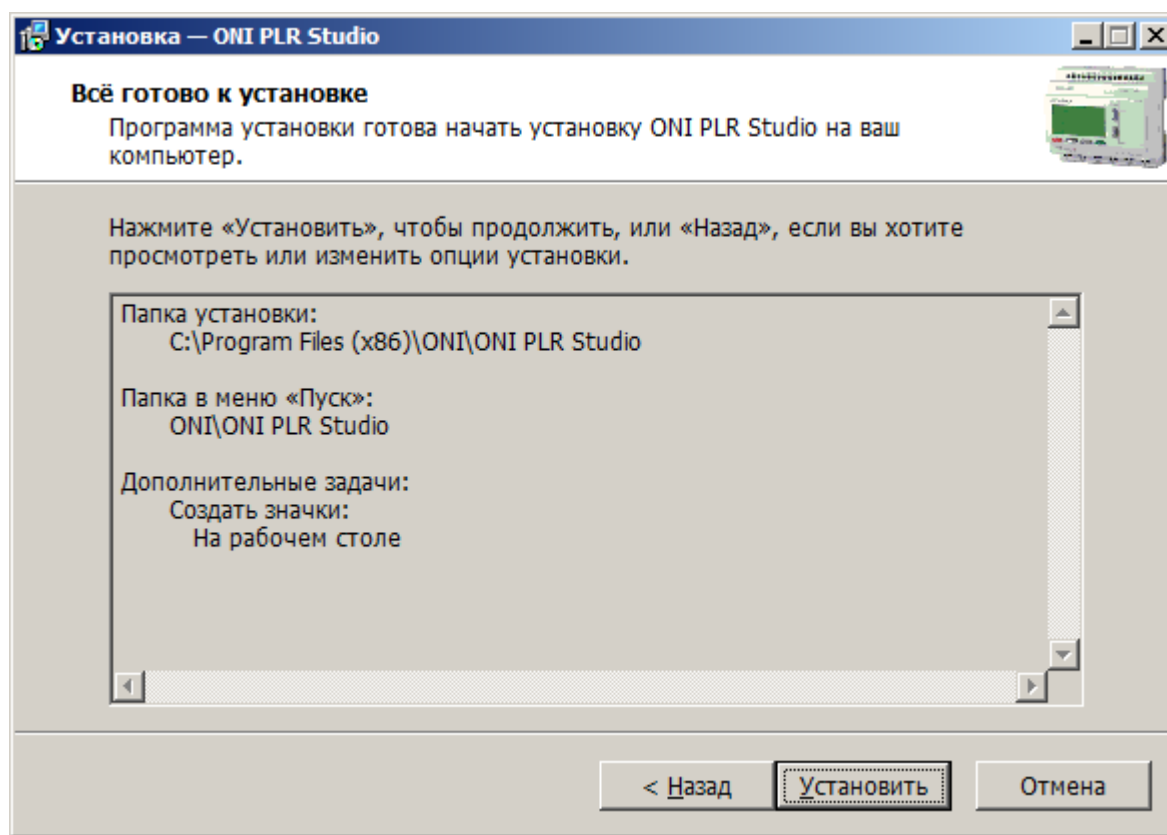 Установка — ONI PLR Studio
Всё готово к установке
Программа установки готова начать установку ONI PLR Studio на ваш
компьютер.
Нажмите «Установить», чтобы продолжить, или «Назад», если вы хотите
просмотреть или изменить опции установки.
Папка установки:
C:\Program Files (x86)\ONI\ONI PLR Studio
Папка в меню «Пуск»:
ONI\ONI PLR Studio
Дополнительные задачи:
Создать значки:
На рабочем столе
< Назад
Установить
Отмена